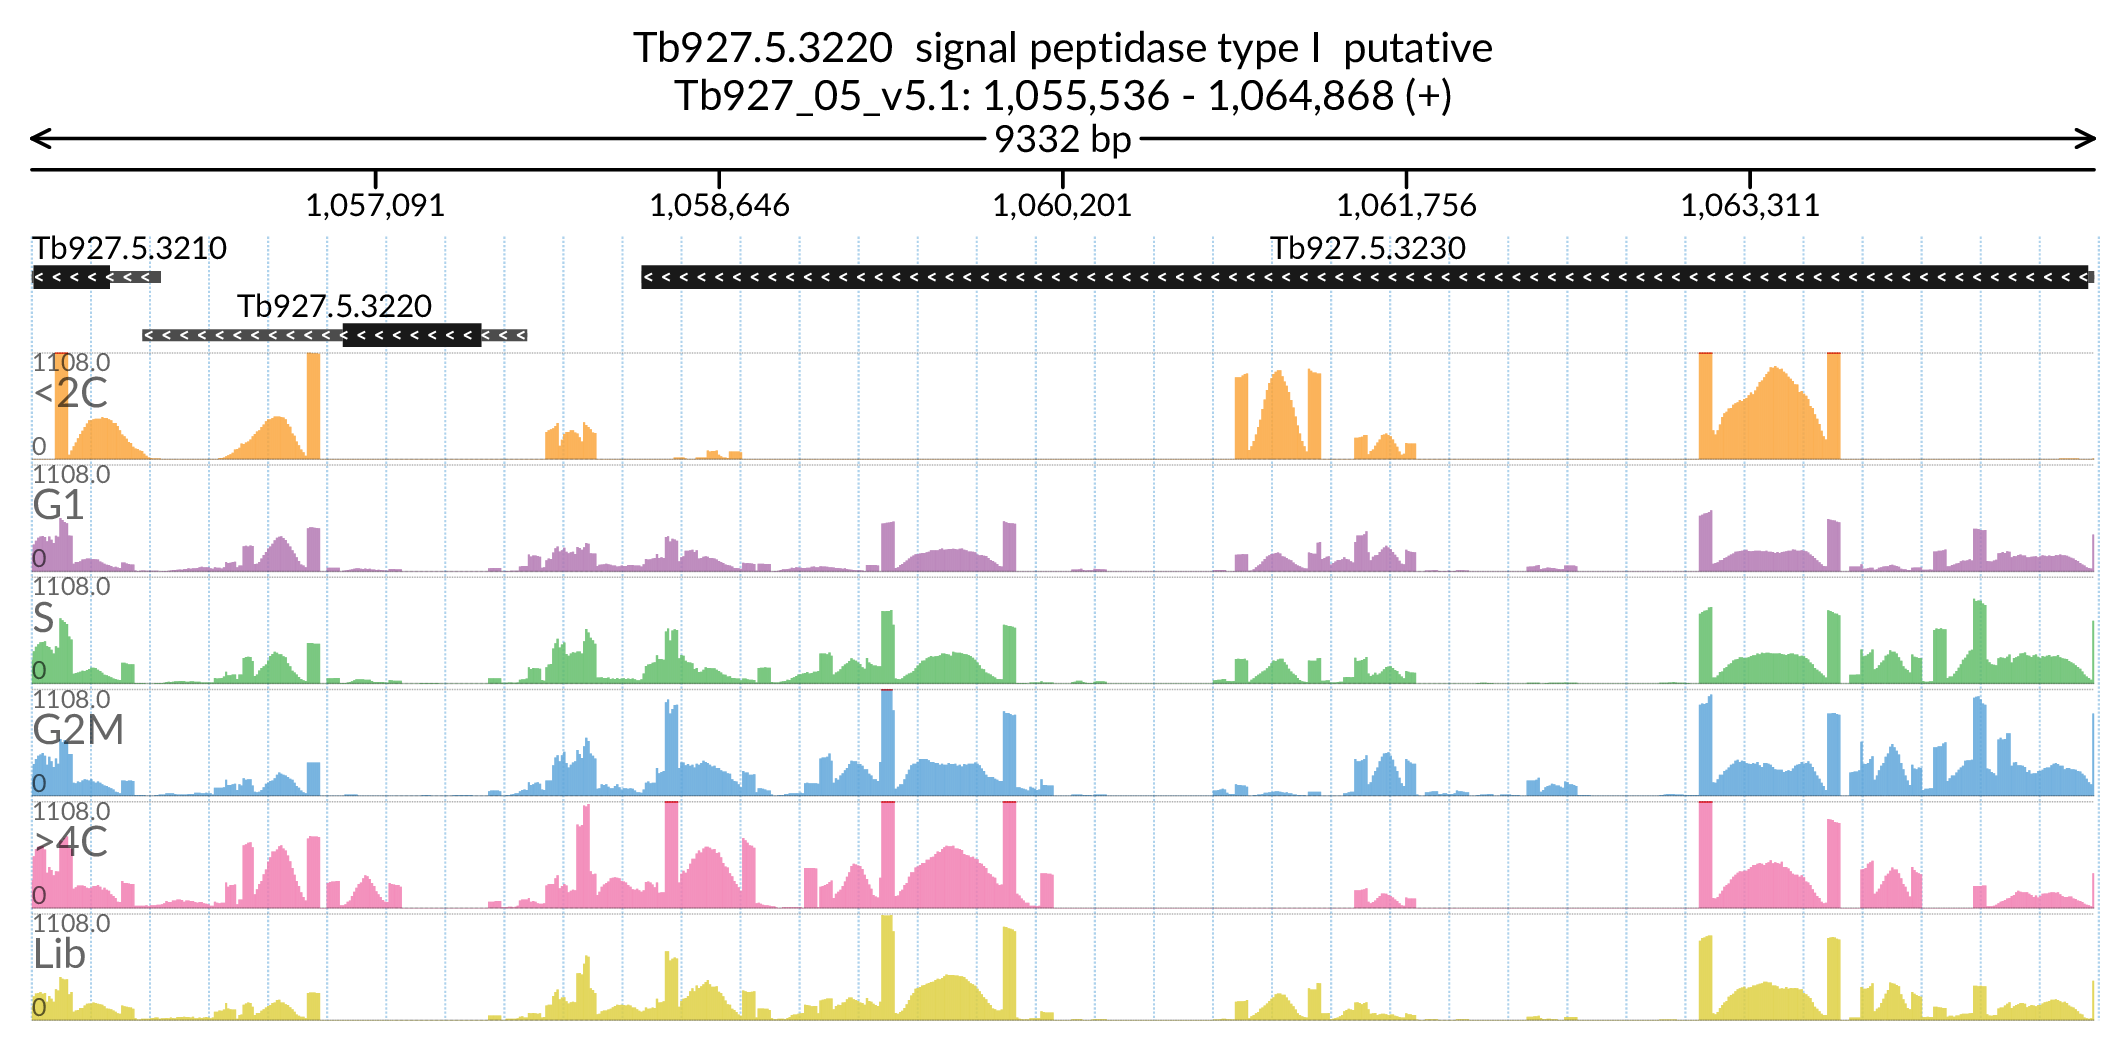 Tb927.5.3220  signal peptidase type I  putative
Tb927_05_v5.1: 1,055,536 - 1,064,868 (+)
9332 bp
1,057,091 1,058,646 1,060,201 1,061,756 1,063,311
Tb927.5.3210 Tb927.5.3230
Tb927.5.3220
1108.0
<2C
0
1108.0
G1
0
1108.0
S
0
1108.0
G2M
0
1108.0
>4C
0
1108.0
Lib
0